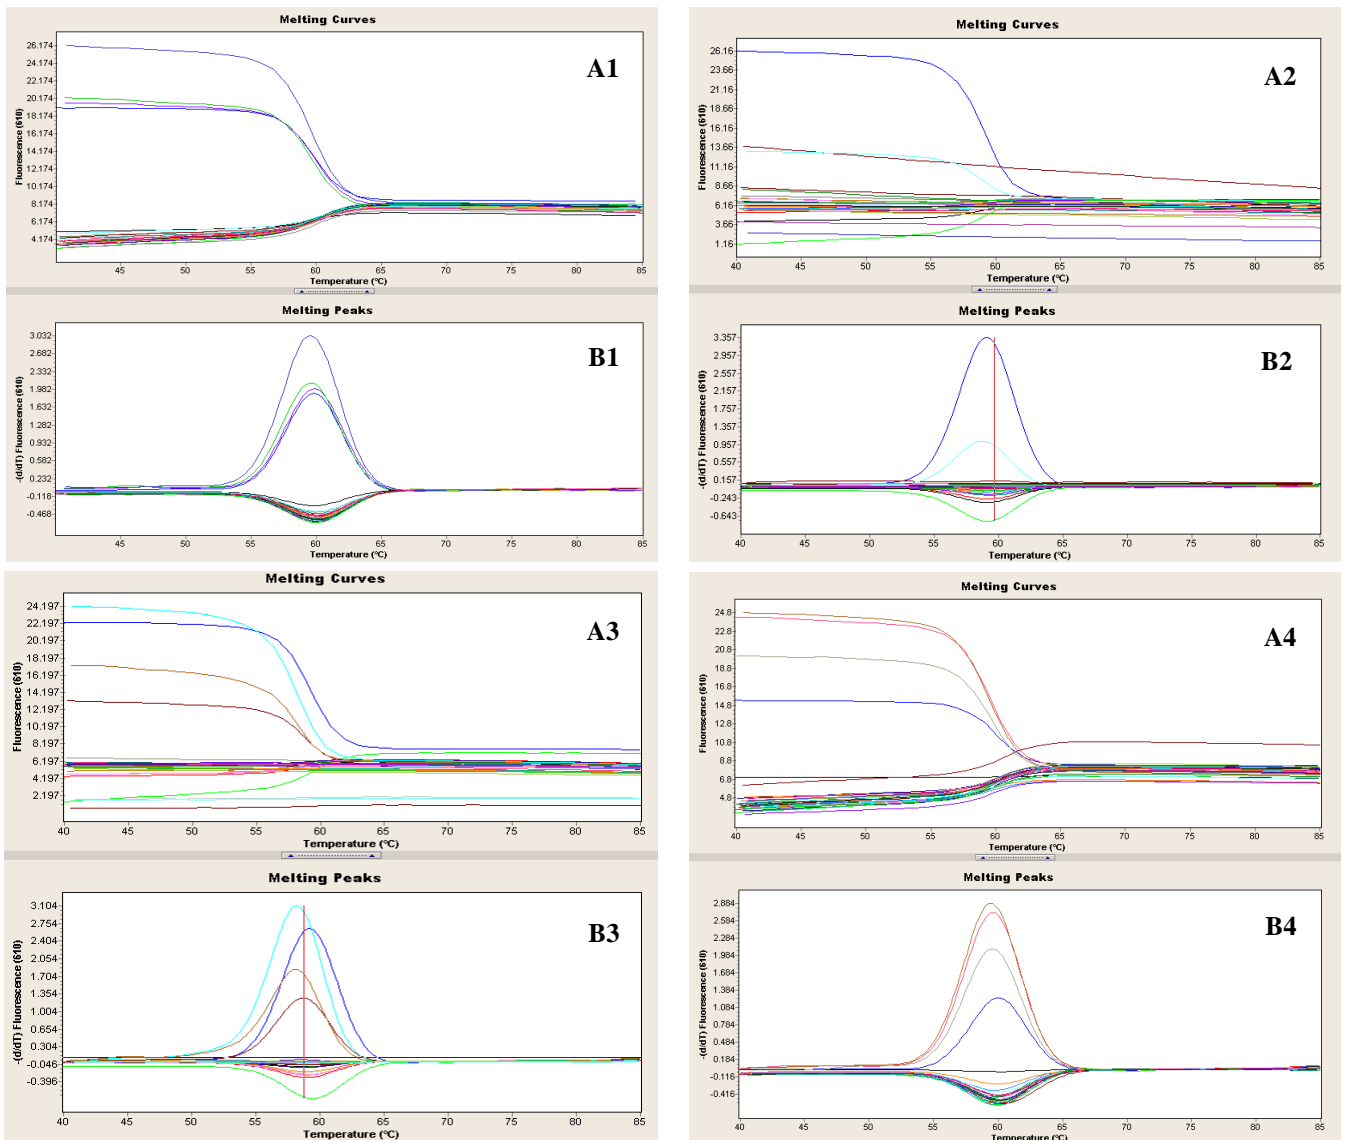 Melting Curves
Fluorescence (610)
26.174
24.174
22.174
20.174
18.174
16.174
14.174
12.174
10.174
8.174
6.174
4.174
A1
45 50 55 60 65 70 75 80 85
Temperature (°C)
Melting Peaks
-(d/dT) Fluorescence (610)
3.032
2.682
2.332
1.982
1.632
1.282
0.932
0.582
0.232
-0.118
-0.468
B1
45 50 55 60 65 70 75 80 85
Temperature (°C)
Melting Curves
Fluorescence (610)
26.16
23.66
21.16
18.66
16.16
13.66
11.16
8.66
6.16
3.66
1.16
A2
40 45 50 55 60 65 70 75 80 85
Temperature (°C)
Melting Peaks
-(d/dT) Fluorescence (610)
3.357
2.957
2.557
2.157
1.757
1.357
0.957
0.557
0.157
-0.243
-0.643
B2
40 45 50 55 60 65 70 75 80 85
Temperature (°C)
Melting Curves
Fluorescence (610)
24.197
22.197
20.197
18.197
16.197
14.197
12.197
10.197
8.197
6.197
4.197
2.197
A3
40 45 50 55 60 65 70 75 80 85
Temperature (°C)
Melting Peaks
-(d/dT) Fluorescence (610)
3.104
2.754
2.404
2.054
1.704
1.354
1.004
0.654
0.304
-0.046
-0.396
B3
40 45 50 55 60 65 70 75 80 85
Temperature (°C)
Melting Curves
Fluorescence (610)
24.8
22.8
20.8
18.8
16.8
14.8
12.8
10.8
8.8
6.8
4.8
A4
40 45 50 55 60 65 70 75 80 85
Temperature (°C)
Melting Peaks
-(d/dT) Fluorescence (610)
2.884
2.584
2.284
1.984
1.684
1.384
1.084
0.784
0.484
0.184
-0.116
-0.416
B4
40 45 50 55 60 65 70 75 80 85
Temperature (°C)